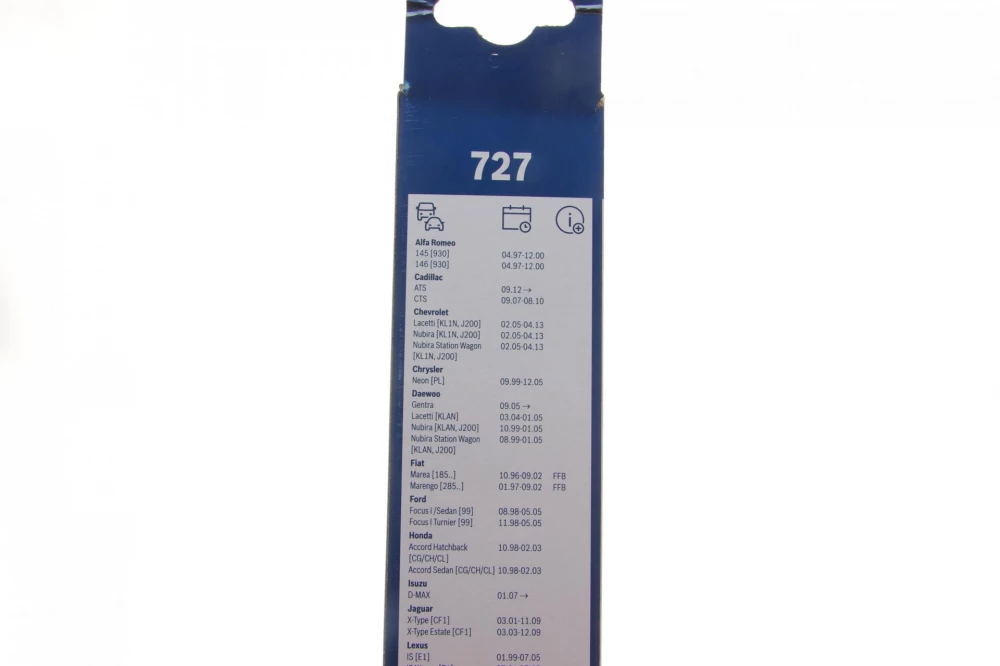 727
Alfa Romeo
145 [930] 04.97-12.00
146 [930] 04.97-12.00
Cadillac
ATS 09.12→
CTS 09.07-08.10
Chevrolet
Lacetti [KL1N, J200] 02.05-04.13
Nubira [KL1N, J200] 02.05-04.13
Nubira Station Wagon 02.05-04.13
[KL1N, J200]
Chrysler
Neon [PL] 09.99-12.05
Daewoo
Gentra 09.05→
Lacetti [KLAN] 03.04-01.05
Nubira [KLAN, J200] 10.99-01.05
Nubira Station Wagon 08.99-01.05
[KLAN, J200]
Fiat
Marea [185..] 10.96-09.02 FFB
Marengo [285..] 01.97-09.02 FFB
Ford
Focus I /Sedan [99] 08.98-05.05
Focus I Turnier [99] 11.98-05.05
Honda
Accord Hatchback 10.98-02.03
[CG/CH/CL]
Accord Sedan [CG/CH/CL] 10.98-02.03
Isuzu
D-MAX 01.07→
Jaguar
X-Type [CF1] 03.01-11.09
X-Type Estate [CF1] 03.03-12.09
Lexus
IS [E1] 01.99-07.05